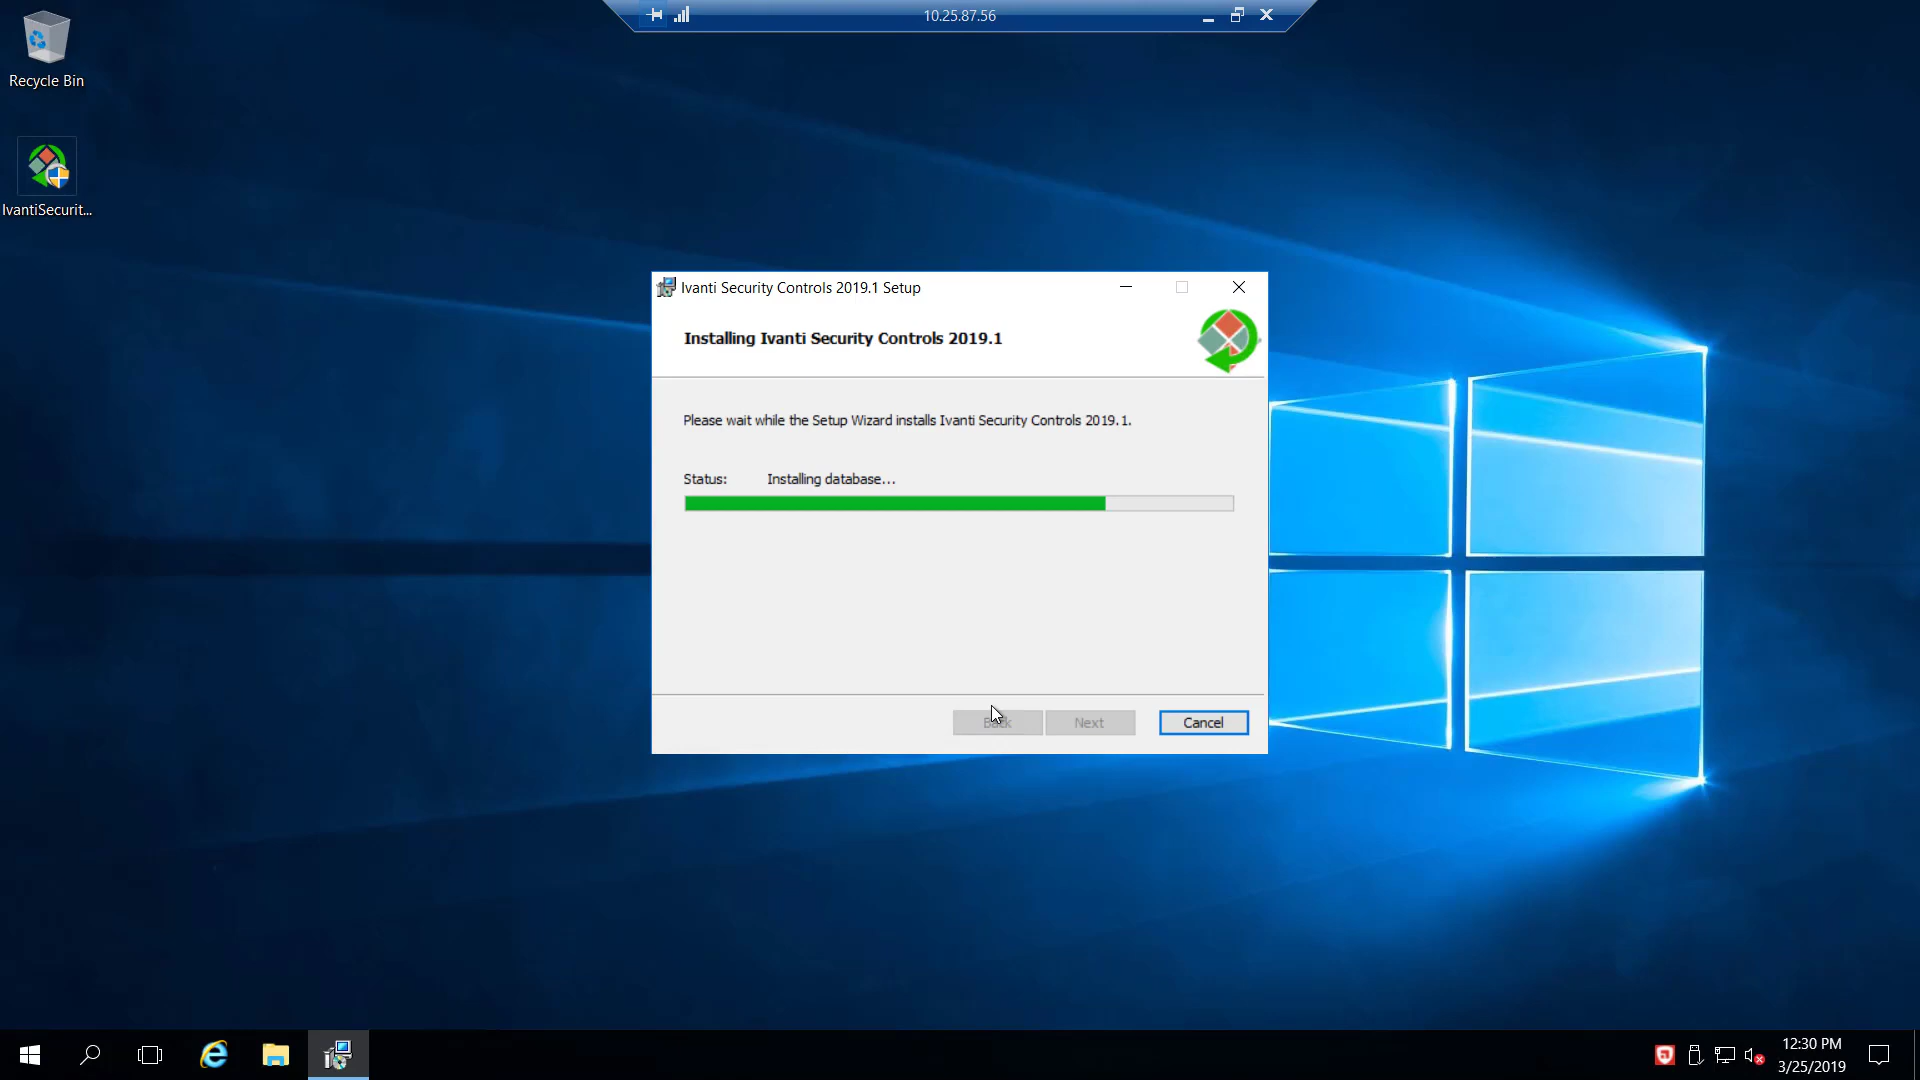 10.25.87.56
Recycle Bin
IvantiSecurit...
Ivanti Security Controls 2019.1 Setup
Installing Ivanti Security Controls 2019.1
Please wait while the Setup Wizard installs Ivanti Security Controls 2019.1.
Status: Installing database...
Back Next Cancel
12:30 PM
3/25/2019